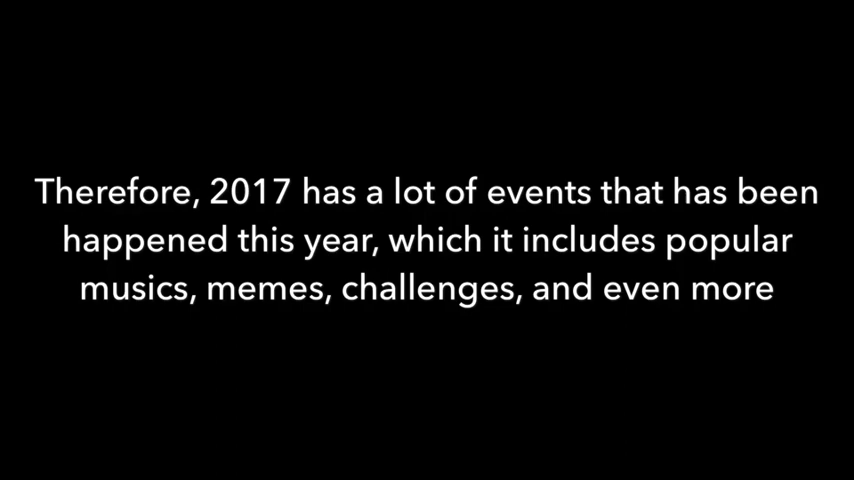 Therefore, 2017 has a lot of events that has been
happened this year, which it includes popular
musics, memes, challenges, and even more